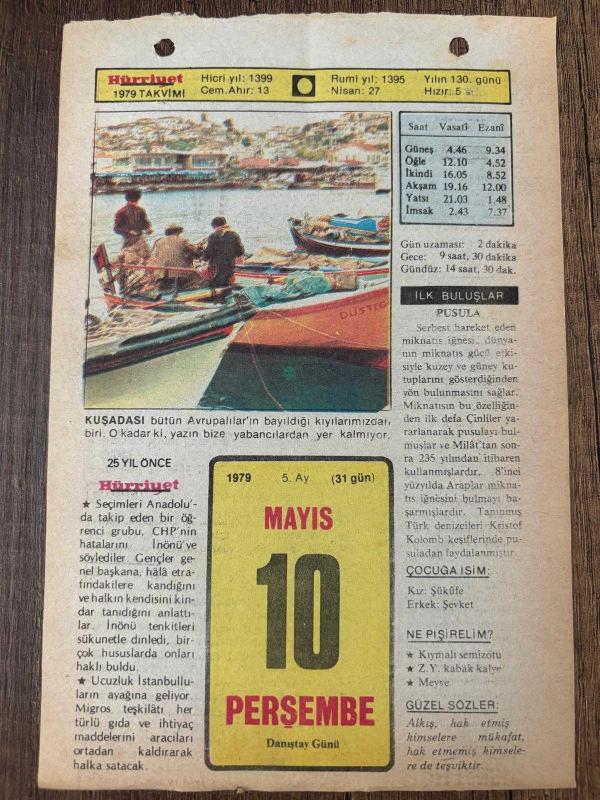 Hürriyet
1979 TAKVİMİ
Hicri yıl: 1399
Cem. Ahır: 13
Rumi yıl; 1395
Nisan: 27
Yılın 130. günü
Hızır: 5
Saat Vasatî Ezanî
Güneş 4.46 9.34
Öğle 12.10 4.52
İkindi 16.05 8.52
Akşam 19.16 12.00
Yatsı 21.03 1.48
İmsak 2.43 7.37
Gün uzaması: 2 dakika
Gece: 9 saat, 30 dakika
Gündüz: 14 saat, 30 dak.
KUŞADASI bütün Avrupalılar'ın bayıldığı kıyılarımızdan
biri. O kadar ki, yazın bize yabancılardan yer kalmıyor.
25 YIL ÖNCE
Hürriyet
★ Seçimleri Anadolu'-
da takip eden bir öğ-
renci grubu, CHP'nin
hatalarını İnönü'ye
söylediler Gençler ge-
nel başkana, hâlâ etra-
fındakilere kandığını
ve halkın kendisini kin-
dar tanıdığını anlattı-
lar. İnönü tenkitleri
sükunetle dinledi, bir-
çok hususlarda onları
haklı buldu.
★ Ucuzluk İstanbullu-
ların ayağına geliyor.
Migros teşkilâtı her
türlü gıda ve ihtiyaç
maddelerini aracıları
ortadan kaldırarak
halka satacak.
1979 5. Ay (31 gün)
MAYIS
10
PERŞEMBE
Danıştay Günü
İLK BULUŞLAR
PUSULA
Serbest hareket eden
miknatıs iğnesi, dünya-
nın miknatıs gücü etki-
siyle kuzey ve güney ku-
tuplarını gösterdiğinden
yön bulunmasını sağlar.
Miknatısın bu özelliğin-
den ilk defa Çinliler ya-
rarlanarak pusulayı bul-
muşlar ve Milât'tan son-
ra 235 yılından itibaren
kullanmışlardır. 8'inci
yüzyılda Araplar mikna-
tıs iğnesini bulmayı ba-
şarmışlardır. Tanınmış
Türk denizcileri Kristof
Kolomb keşiflerinde pu-
suladan faydalanmıştır.
ÇOCUĞA İSİM:
Kız: Şükûfe
Erkek: Şevket
NE PİŞİRELİM?
★ Kıymalı semizotu
★ Z.Y. kabak kalye
★ Meyve
GÜZEL SÖZLER:
Alkış, hak etmiş
kimselere mükafat,
hak etmemiş kimsele-
re de teşviktir.